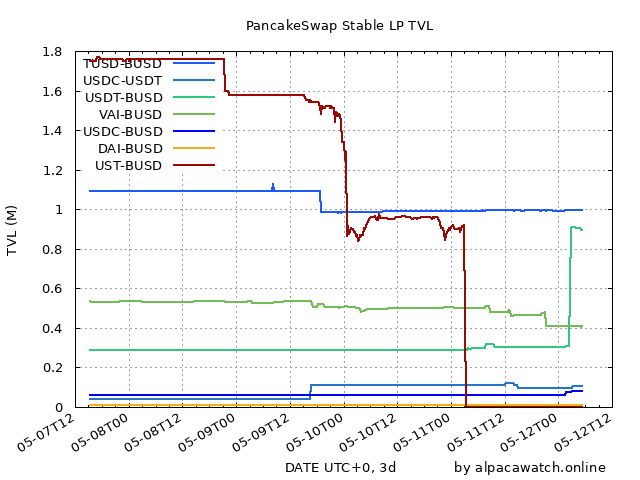 PancakeSwap Stable LP TVL
1.8
1.6
1.4
1.2
1
0.8
0.6
0.4
0.2
0
TVL (M)
TUSD-BUSD
USDC-USDT
USDT-BUSD
VAI-BUSD
USDC-BUSD
DAI-BUSD
UST-BUSD
05-07T12
05-08T00
05-08T12
05-09T00
05-09T12
05-10T00
05-10T12
05-11T00
05-11T12
05-12T00
05-12T12
DATE UTC+0, 3d
by alpacawatch.online